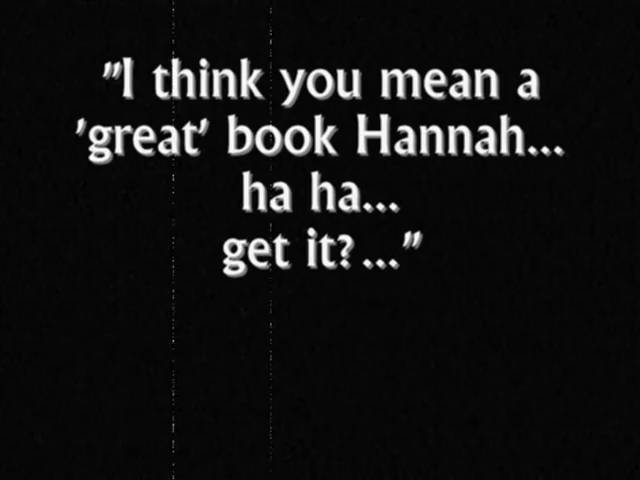 "I think you mean a
'great' book Hannah...
ha ha...
get it? ..."